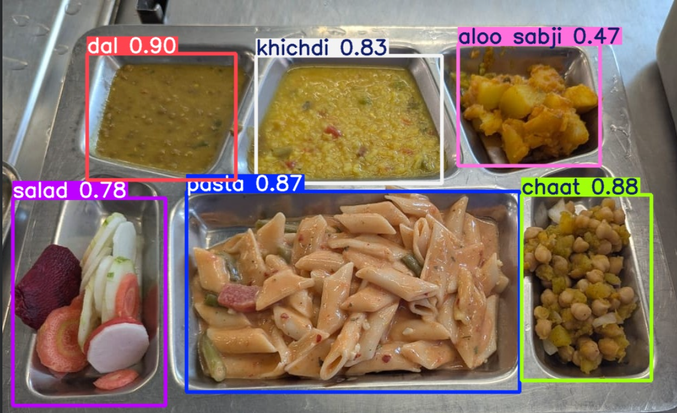 dal 0.90
khichdi 0.83
aloo sabji 0.47
salad 0.78
pasta 0.87
chaat 0.88